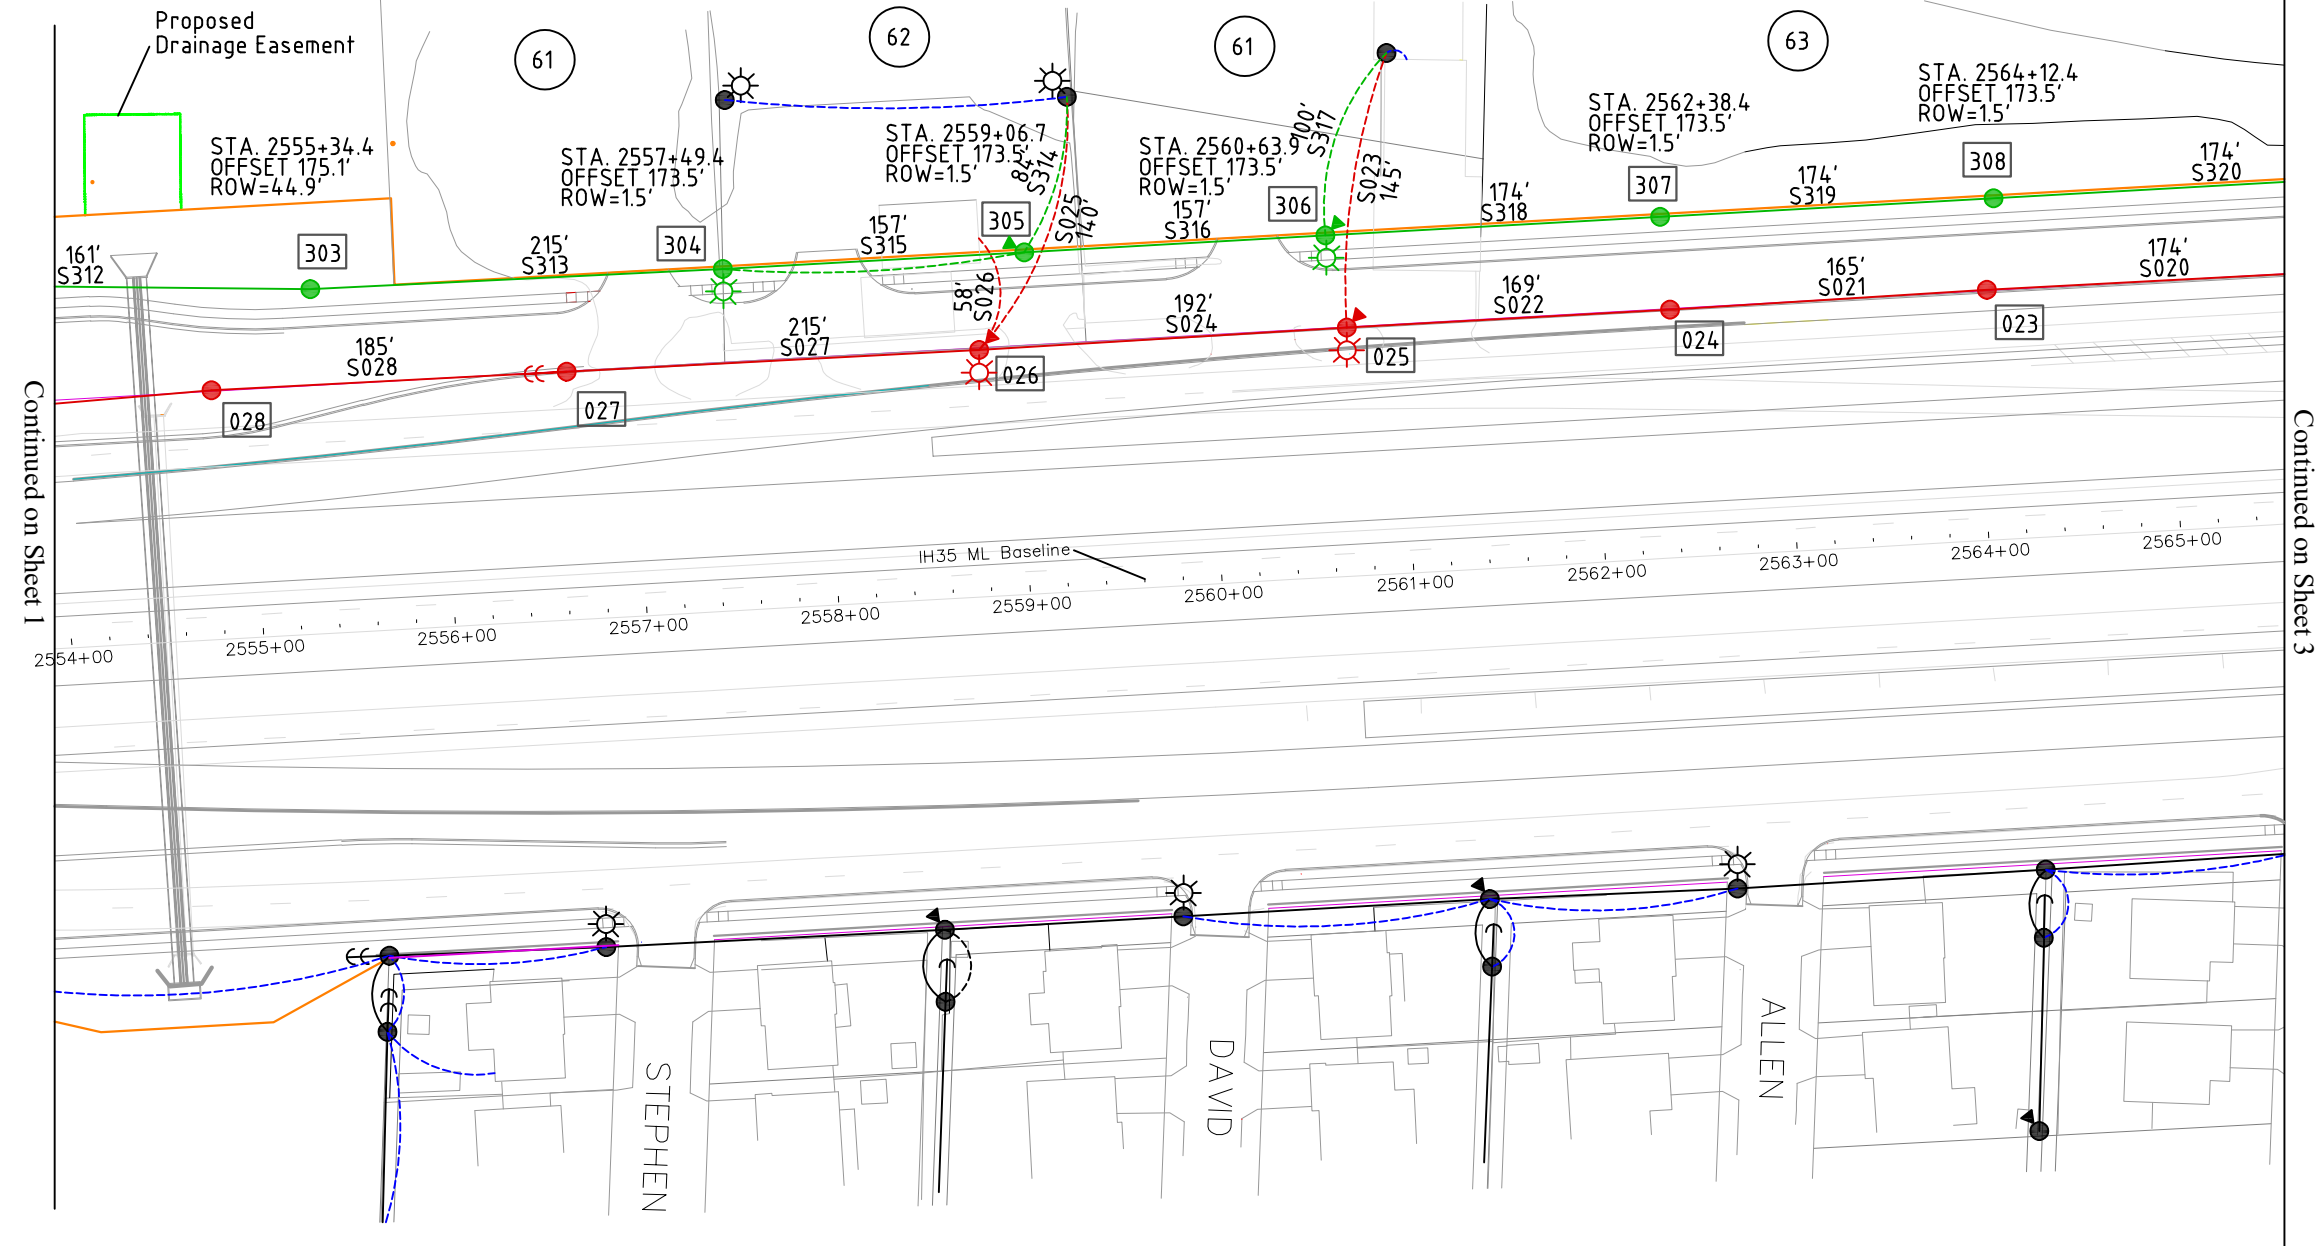 Proposed
Drainage Easement
61
62
61
63
STA. 2555+34.4
OFFSET 175.1'
ROW=44.9'
STA. 2557+49.4
OFFSET 173.5'
ROW=1.5'
STA. 2559+06.7
OFFSET 173.5'
ROW=1.5'
STA. 2560+63.9
OFFSET 173.5'
ROW=1.5'
STA. 2562+38.4
OFFSET 173.5'
ROW=1.5'
STA. 2564+12.4
OFFSET 173.5'
ROW=1.5'
84'
S314
S025
140'
100'
S317
S023
145'
161'
S312
303
215'
S313
304
157'
S315
305
157'
S316
306
174'
S318
307
174'
S319
308
174'
S320
185'
S028
215'
S027
58'
S026
192'
S024
169'
S022
165'
S021
174'
S020
028
027
026
025
024
023
Continued on Sheet 1
Continued on Sheet 3
IH35 ML Baseline
2554+00
2555+00
2556+00
2557+00
2558+00
2559+00
2560+00
2561+00
2562+00
2563+00
2564+00
2565+00
STEPHEN
DAVID
ALLEN